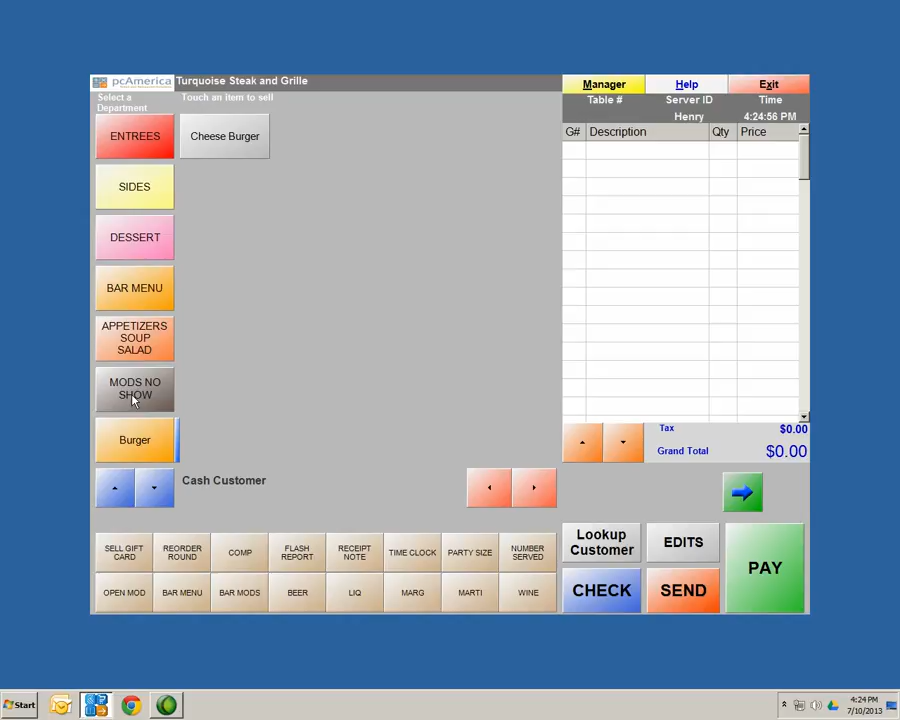 pcAmerica
Turquoise Steak and Grille
Manager
Help
Exit
Select a
Department
Touch an item to sell
Table #
Server ID
Time
Henry
4:24:58 PM
G#
Description
Qty
Price
ENTREES
Cheese Burger
SIDES
DESSERT
BAR MENU
APPETIZERS
SOUP
SALAD
MODS NO
SHOW
Burger
Tax
$0.00
Grand Total
$0.00
Cash Customer
SELL GIFT
CARD
REORDER
ROUND
COMP
FLASH
REPORT
RECEIPT
NOTE
TIME CLOCK
PARTY SIZE
NUMBER
SERVED
Lookup
Customer
EDITS
PAY
OPEN MOD
BAR MENU
BAR MODS
BEER
LIQ
MARG
MARTI
WINE
CHECK
SEND
Start
4:24 PM
7/10/2013